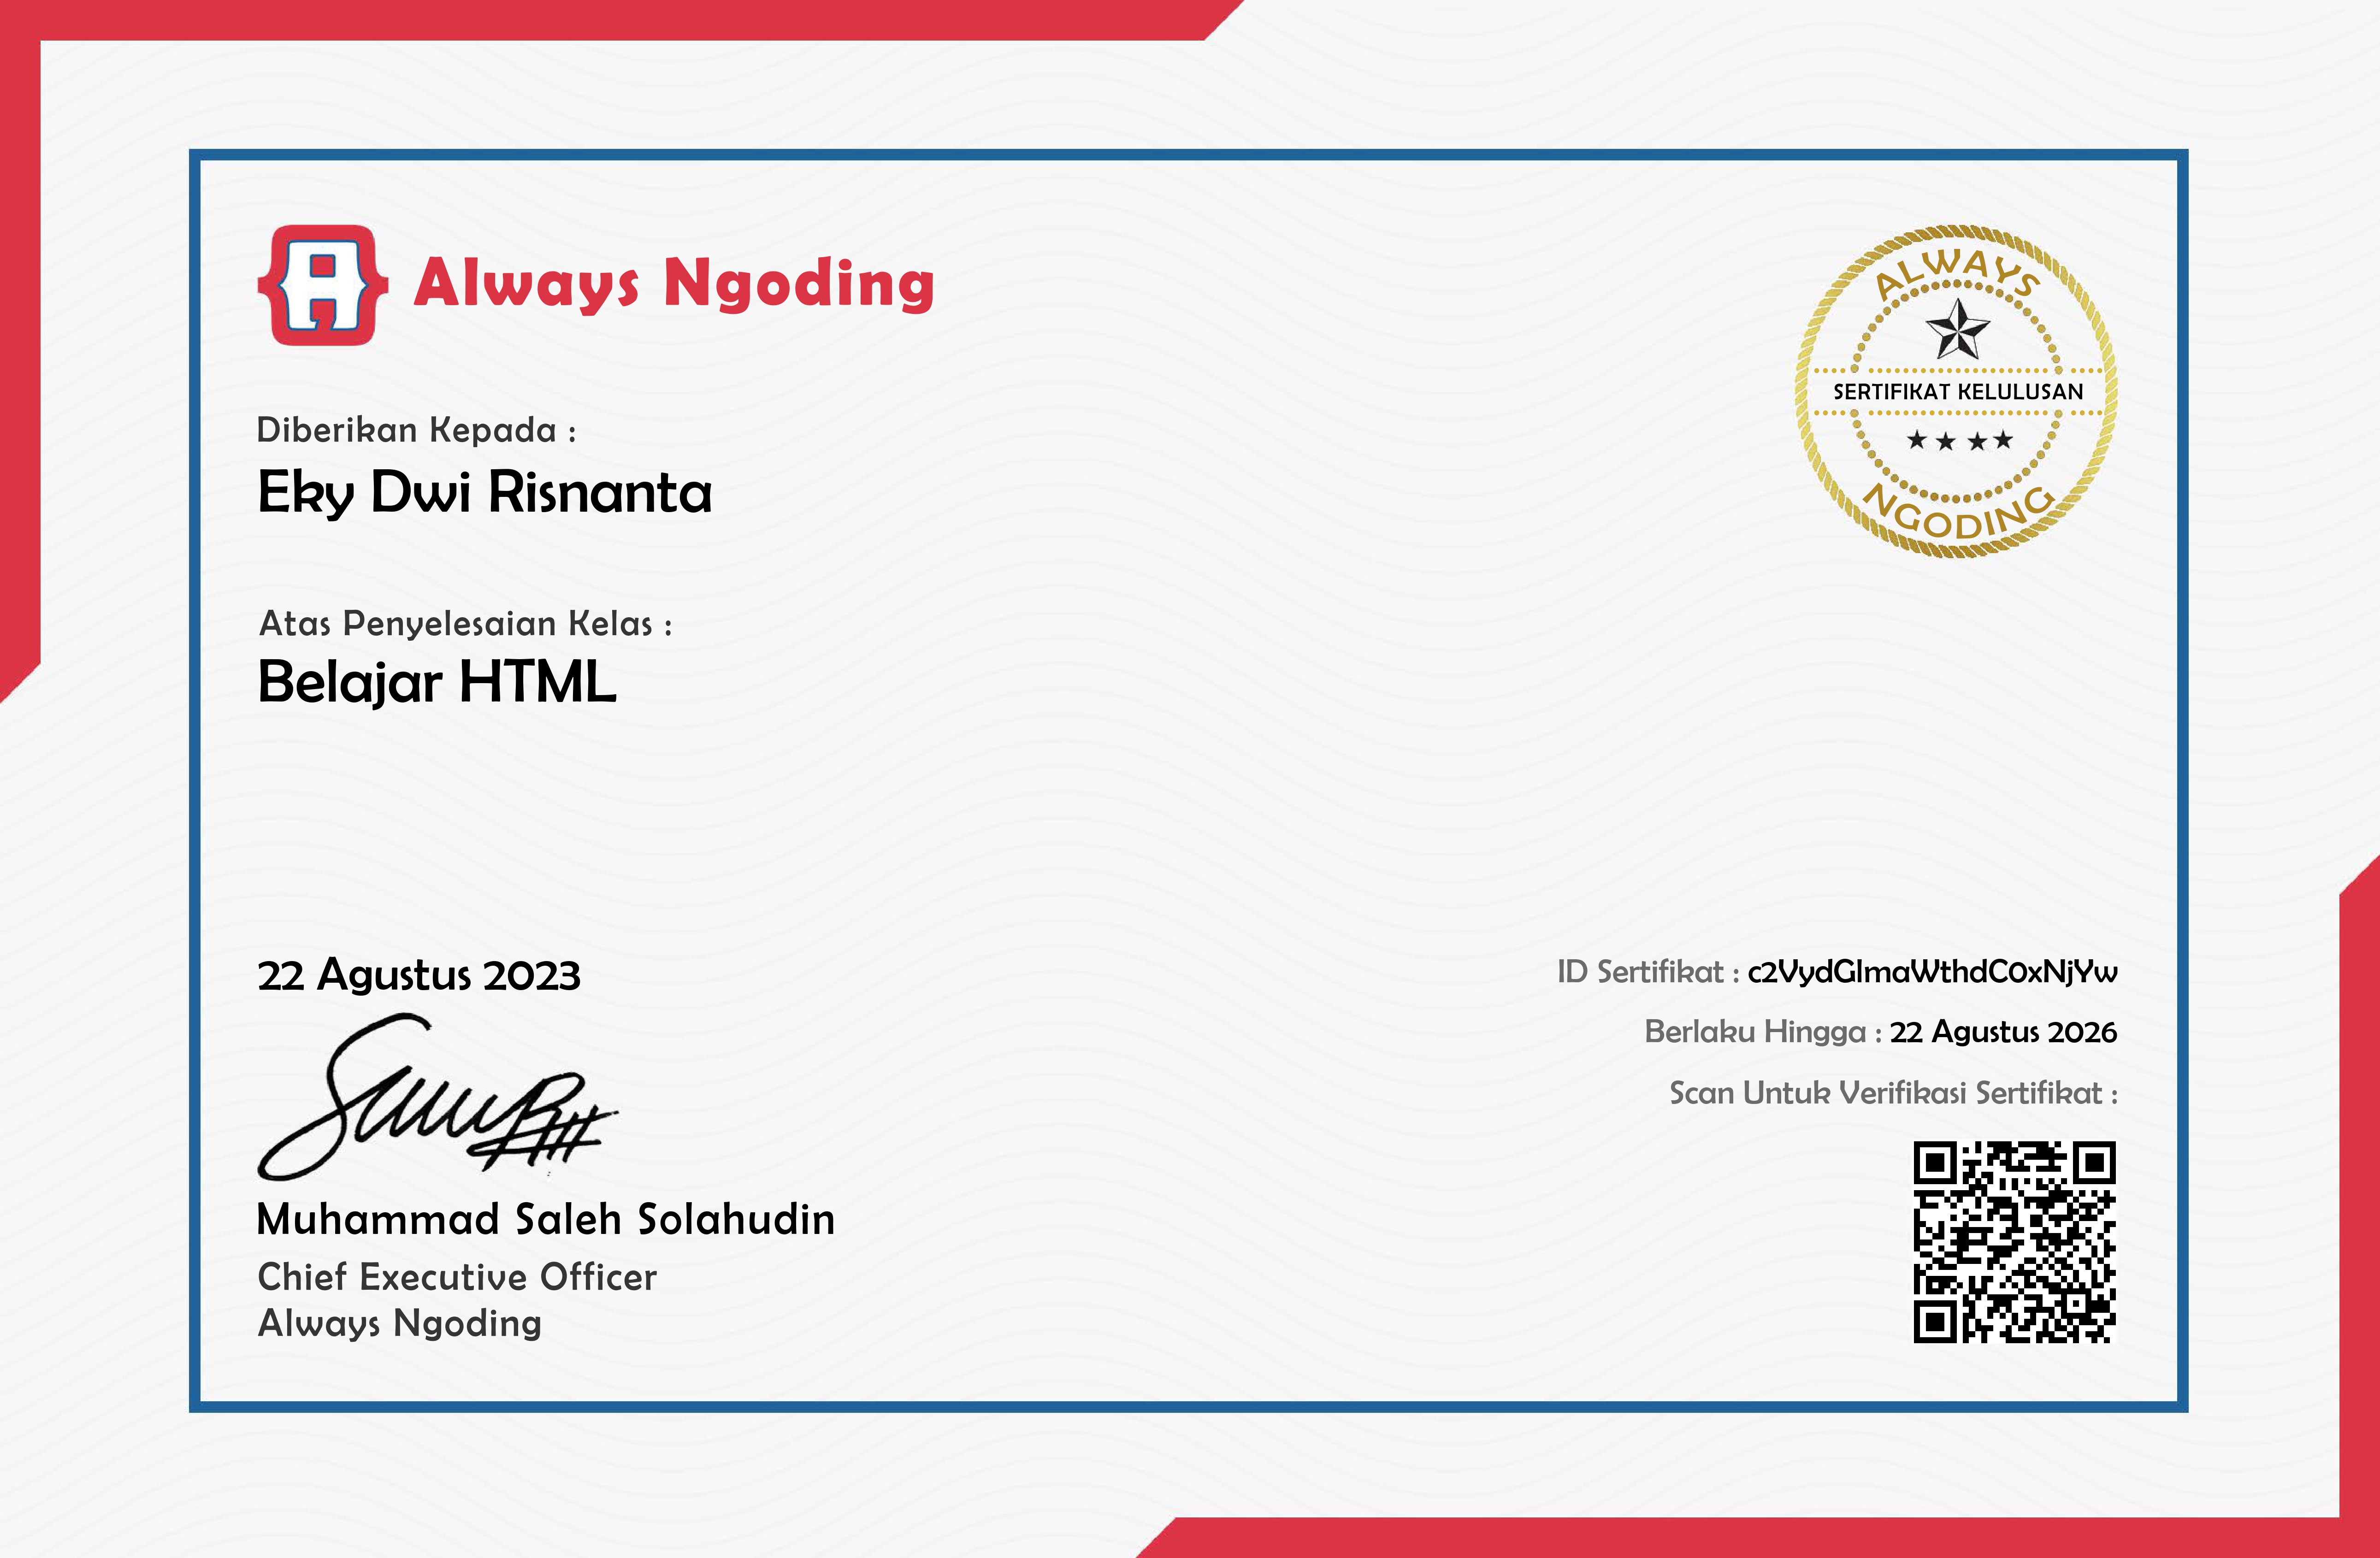 Always Ngoding
ALWAYS
SERTIFIKAT KELULUSAN
NGODING
Diberikan Kepada :
Eky Dwi Risnanta
Atas Penyelesaian Kelas :
Belajar HTML
22 Agustus 2023
Muhammad Saleh Solahudin
Chief Executive Officer
Always Ngoding
ID Sertifikat : c2VydGlmaWthdC0xNjYw
Berlaku Hingga : 22 Agustus 2026
Scan Untuk Verifikasi Sertifikat :